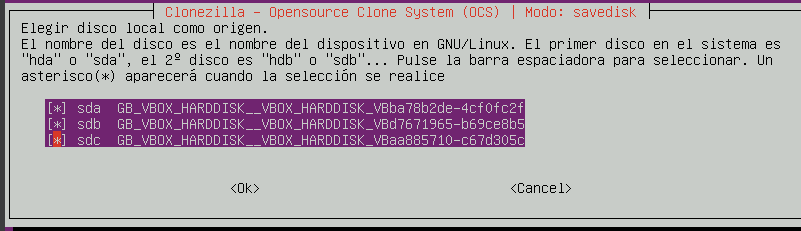 Clonezilla - Opensource Clone System (OCS) | Modo: savedisk
Elegir disco local como origen.
El nombre del disco es el nombre del dispositivo en GNU/Linux. El primer disco en el sistema es
"hda" o "sda", el 2º disco es "hdb" o "sdb"... Pulse la barra espaciadora para seleccionar. Un
asterisco(*) aparecerá cuando la selección se realice
[*] sda GB_VBOX_HARDDISK__VBOX_HARDDISK_VBba78b2de-4cf0fc2f
[*] sdb GB_VBOX_HARDDISK__VBOX_HARDDISK_VBd7671965-b69ce8b5
[*] sdc GB_VBOX_HARDDISK__VBOX_HARDDISK_VBaa885710-c67d305c
<Ok> <Cancel>